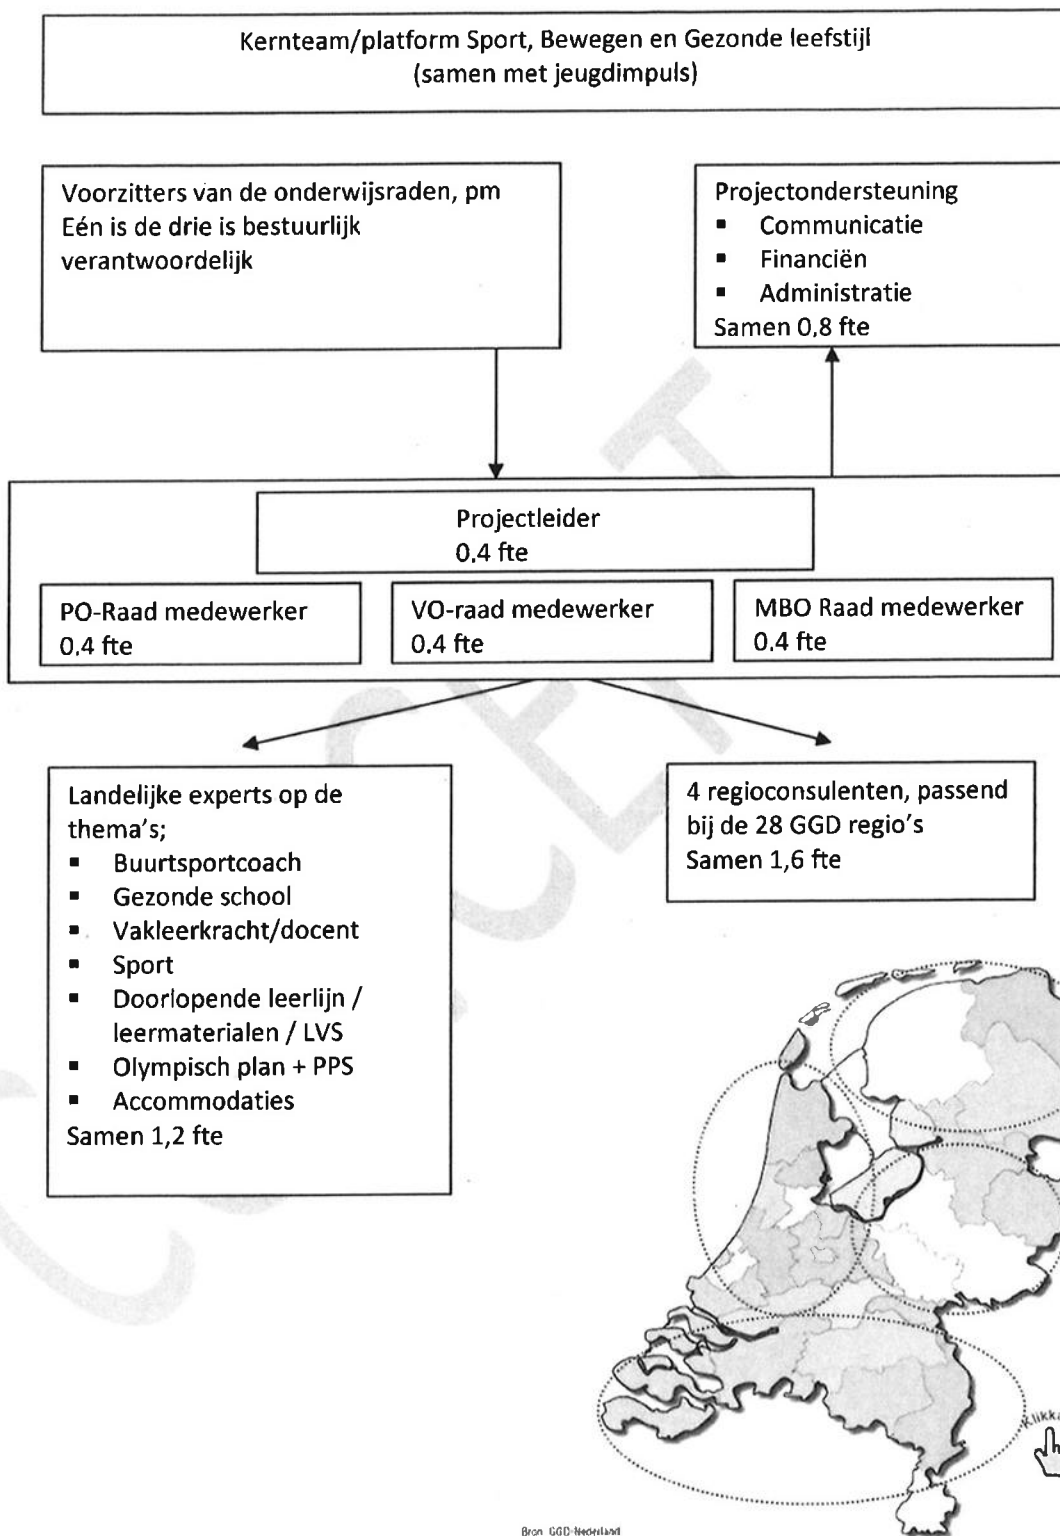 Kernteam/platform Sport, Bewegen en Gezonde leefstijl
(samen met jeugdimpuls)
Voorzitters van de onderwijsraden, pm
Eén is de drie is bestuurlijk
verantwoordelijk
Projectondersteuning
▪ Communicatie
▪ Financiën
▪ Administratie
Samen 0,8 fte
Projectleider
0,4 fte
PO-Raad medewerker
0,4 fte
VO-raad medewerker
0,4 fte
MBO Raad medewerker
0,4 fte
Landelijke experts op de
thema's;
▪ Buurtsportcoach
▪ Gezonde school
▪ Vakleerkracht/docent
▪ Sport
▪ Doorlopende leerlijn /
leermaterialen / LVS
▪ Olympisch plan + PPS
▪ Accommodaties
Samen 1,2 fte
4 regioconsulenten, passend
bij de 28 GGD regio's
Samen 1,6 fte
Klikka
Bron GGD-Nederland
CONCEPT